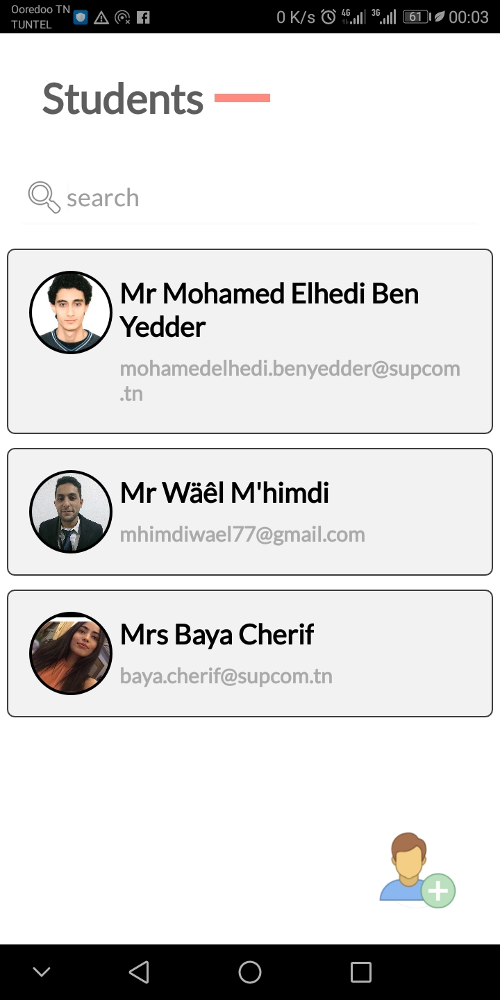 Ooredoo TN
TUNTEL
0 K/s 4G 3G 61 00:03
Students
search
Mr Mohamed Elhedi Ben
Yedder
mohamedelhedi.benyedder@supcom
.tn
Mr Wäêl M'himdi
mhimdiwael77@gmail.com
Mrs Baya Cherif
baya.cherif@supcom.tn